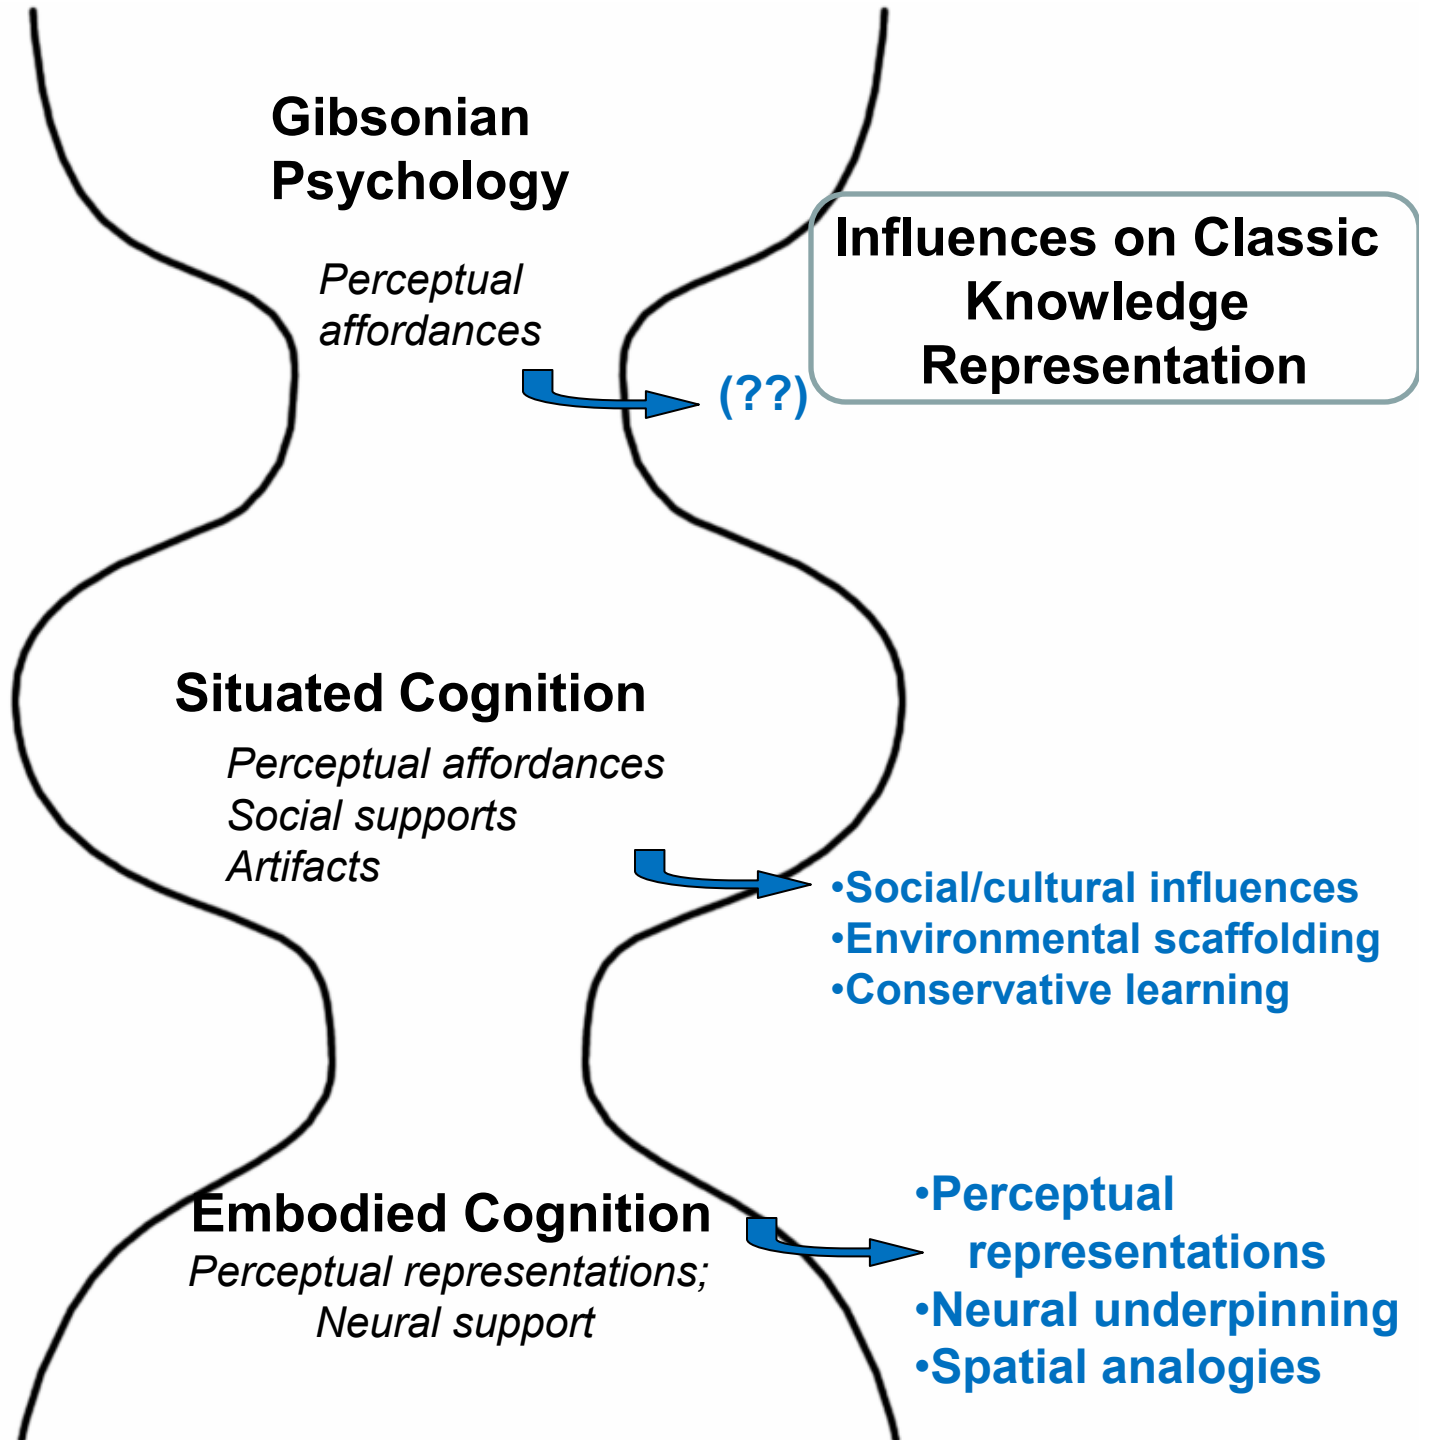 Gibsonian
Psychology
Perceptual
affordances
Influences on Classic
Knowledge
Representation
(??)
Situated Cognition
Perceptual affordances
Social supports
Artifacts
•Social/cultural influences
•Environmental scaffolding
•Conservative learning
Embodied Cognition
Perceptual representations;
Neural support
•Perceptual
representations
•Neural underpinning
•Spatial analogies